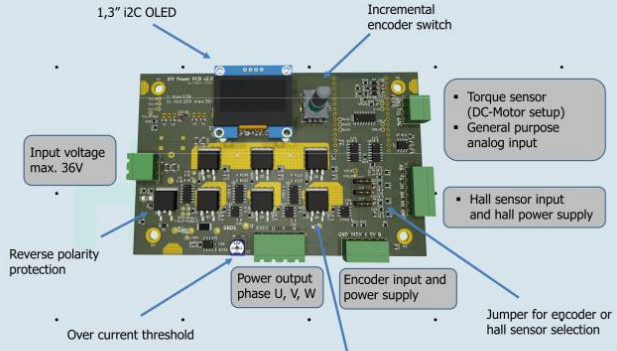 1,3" i2C OLED
Incremental
encoder switch
Input voltage
max. 36V
▪ Torque sensor
(DC-Motor setup)
▪ General purpose
analog input
▪ Hall sensor input
and hall power supply
Reverse polarity
protection
Power output
phase U, V, W
Encoder input and
power supply
Jumper for encoder or
hall sensor selection
Over current threshold